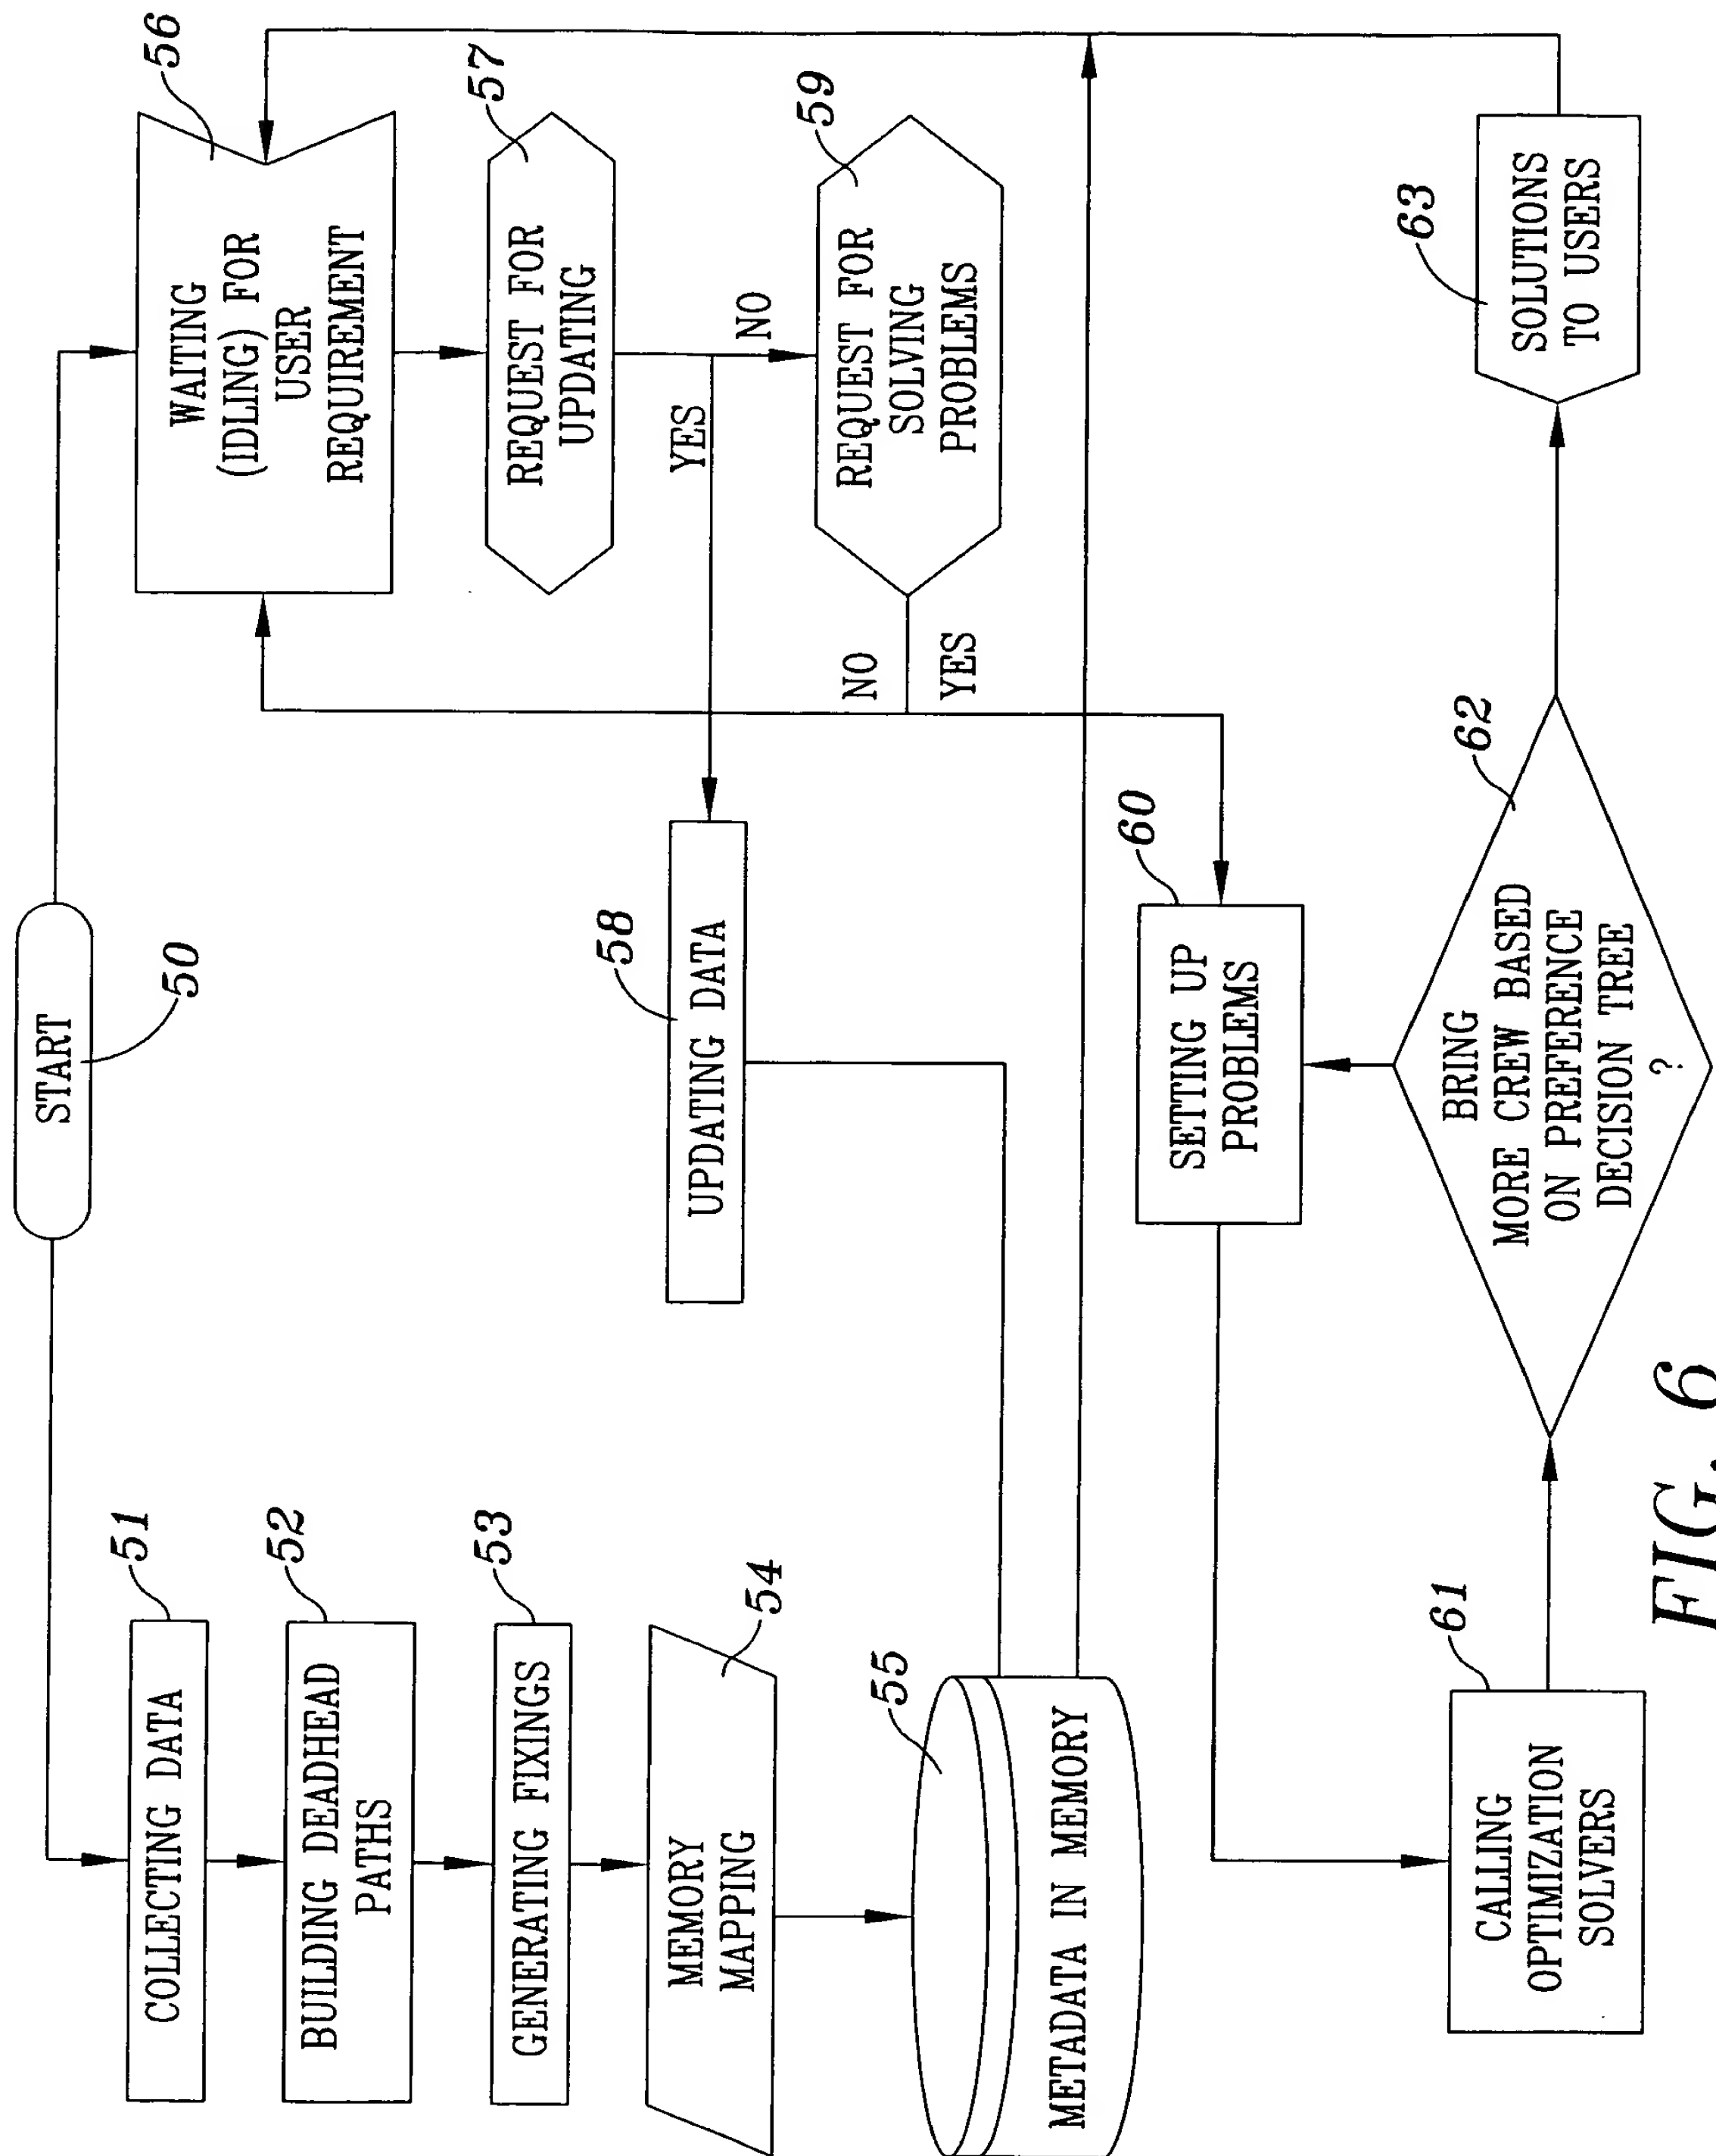 START
50
COLLECTING DATA
51
BUILDING DEADHEAD
PATHS
52
GENERATING FIXINGS
53
MEMORY
MAPPING
54
55
METADATA IN MEMORY
WAITING
(IDLING) FOR
USER
REQUIREMENT
56
REQUEST FOR
UPDATING
57
YES
NO
UPDATING DATA
58
REQUEST FOR
SOLVING
PROBLEMS
59
NO
YES
SETTING UP
PROBLEMS
60
CALLING
OPTIMIZATION
SOLVERS
61
BRING
MORE CREW BASED
ON PREFERENCE
DECISION TREE
?
62
SOLUTIONS
TO USERS
63
FIG. 6